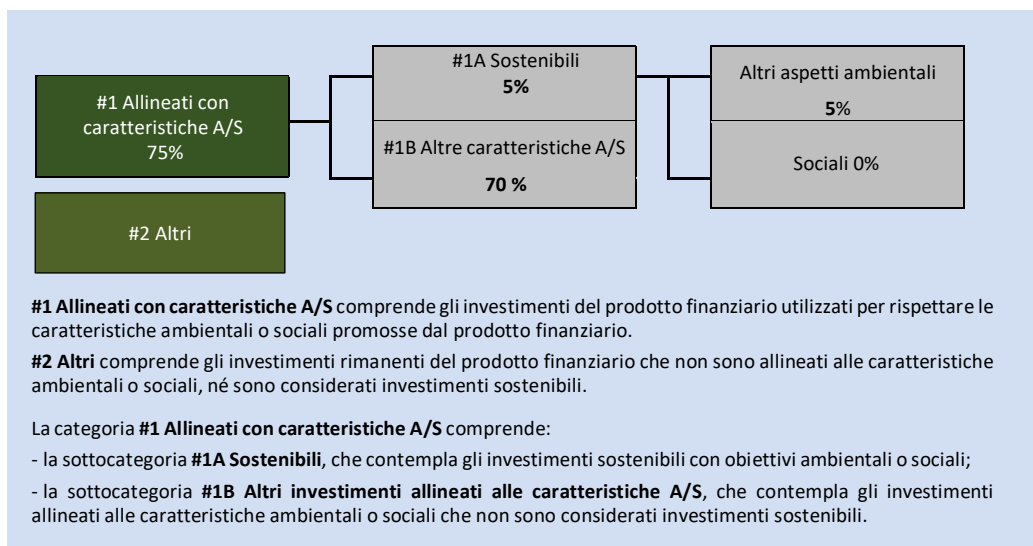 #1 Allineati con
caratteristiche A/S
75%
#2 Altri
#1A Sostenibili
5%
#1B Altre caratteristiche A/S
70 %
Altri aspetti ambientali
5%
Sociali 0%
#1 Allineati con caratteristiche A/S comprende gli investimenti del prodotto finanziario utilizzati per rispettare le
caratteristiche ambientali o sociali promosse dal prodotto finanziario.
#2 Altri comprende gli investimenti rimanenti del prodotto finanziario che non sono allineati alle caratteristiche
ambientali o sociali, né sono considerati investimenti sostenibili.
La categoria #1 Allineati con caratteristiche A/S comprende:
- la sottocategoria #1A Sostenibili, che contempla gli investimenti sostenibili con obiettivi ambientali o sociali;
- la sottocategoria #1B Altri investimenti allineati alle caratteristiche A/S, che contempla gli investimenti
allineati alle caratteristiche ambientali o sociali che non sono considerati investimenti sostenibili.